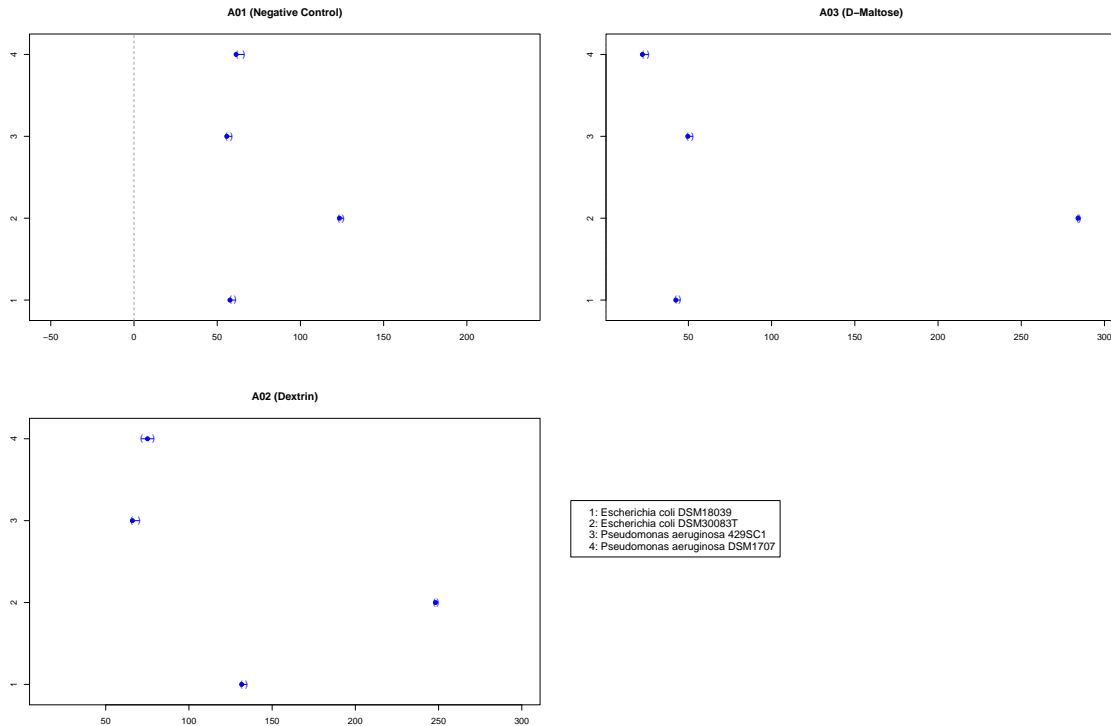 A01 (Negative Control)
4
3
2
1
−50 0 50 100 150 200
A03 (D−Maltose)
4
3
2
1
50 100 150 200 250 300
A02 (Dextrin)
4
3
2
1
50 100 150 200 250 300
1: Escherichia coli DSM18039
2: Escherichia coli DSM30083T
3: Pseudomonas aeruginosa 429SC1
4: Pseudomonas aeruginosa DSM1707